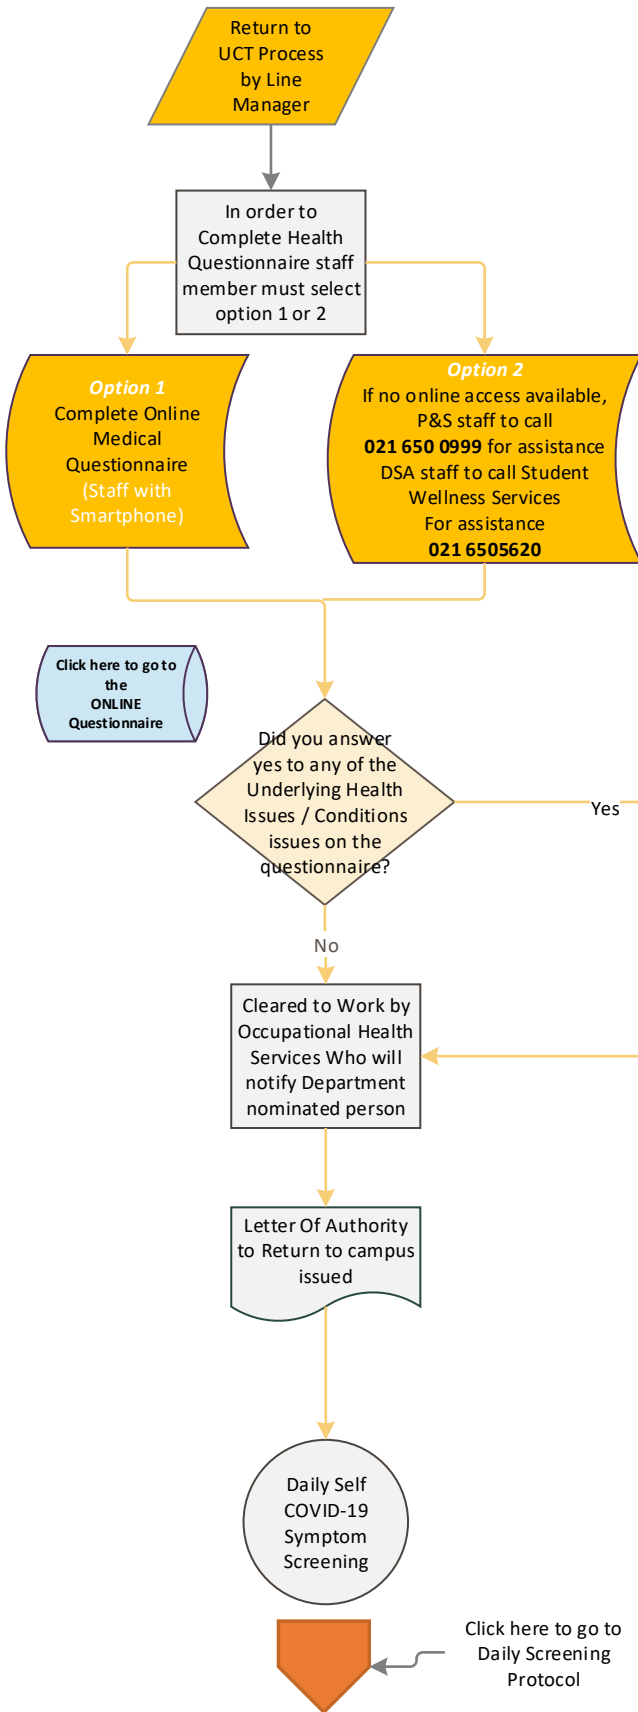 Return to
UCT Process
by Line
Manager
In order to
Complete Health
Questionnaire staff
member must select
option 1 or 2
Option 1
Complete Online
Medical
Questionnaire
(Staff with
Smartphone)
Option 2
If no online access available,
P&S staff to call
021 650 0999 for assistance
DSA staff to call Student
Wellness Services
For assistance
021 6505620
Click here to go to
the
ONLINE
Questionnaire
Did you answer
yes to any of the
Underlying Health
Issues / Conditions
issues on the
questionnaire?
Yes
No
Cleared to Work by
Occupational Health
Services Who will
notify Department
nominated person
Letter Of Authority
to Return to campus
issued
Daily Self
COVID-19
Symptom
Screening
Click here to go to
Daily Screening
Protocol